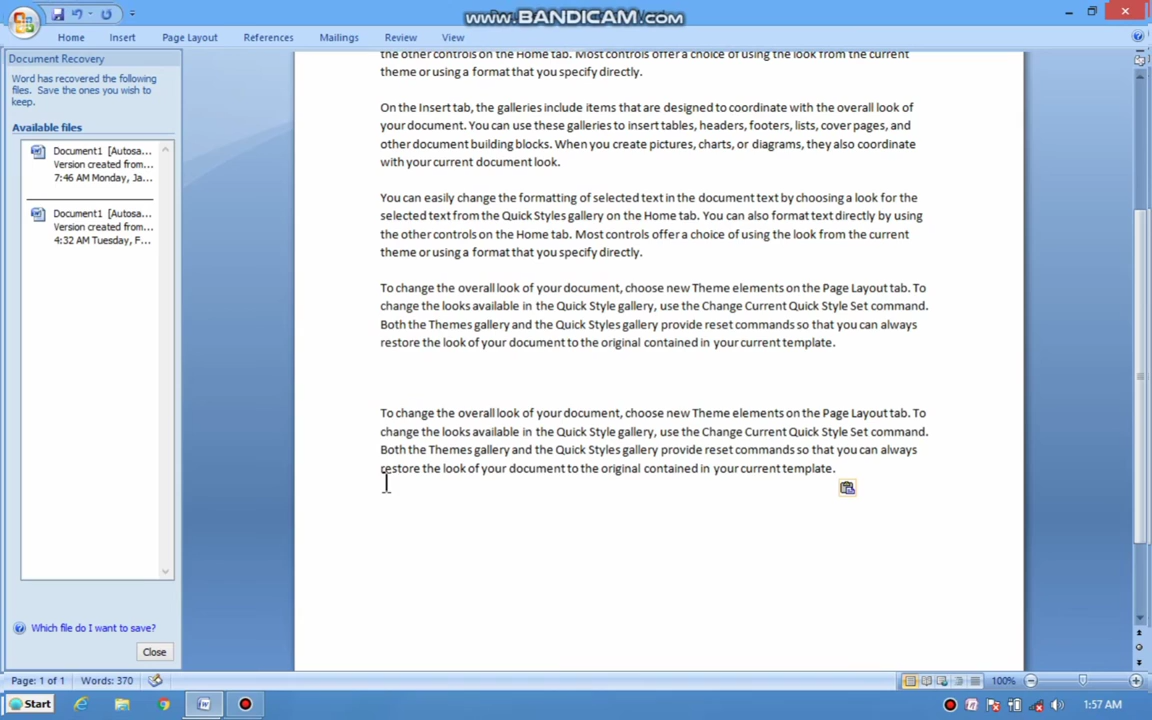 www.BANDICAM.com
Home Insert Page Layout References Mailings Review View
Document Recovery
Word has recovered the following
files. Save the ones you wish to
keep.
Available files
Document1 [Autosa...
Version created from...
7:46 AM Monday, Ja...
Document1 [Autosa...
Version created from...
4:32 AM Tuesday, F...
Which file do I want to save?
Close
the other controls on the Home tab. Most controls offer a choice of using the look from the current
theme or using a format that you specify directly.
On the Insert tab, the galleries include items that are designed to coordinate with the overall look of
your document. You can use these galleries to insert tables, headers, footers, lists, cover pages, and
other document building blocks. When you create pictures, charts, or diagrams, they also coordinate
with your current document look.
You can easily change the formatting of selected text in the document text by choosing a look for the
selected text from the Quick Styles gallery on the Home tab. You can also format text directly by using
the other controls on the Home tab. Most controls offer a choice of using the look from the current
theme or using a format that you specify directly.
To change the overall look of your document, choose new Theme elements on the Page Layout tab. To
change the looks available in the Quick Style gallery, use the Change Current Quick Style Set command.
Both the Themes gallery and the Quick Styles gallery provide reset commands so that you can always
restore the look of your document to the original contained in your current template.
To change the overall look of your document, choose new Theme elements on the Page Layout tab. To
change the looks available in the Quick Style gallery, use the Change Current Quick Style Set command.
Both the Themes gallery and the Quick Styles gallery provide reset commands so that you can always
restore the look of your document to the original contained in your current template.
Page: 1 of 1 Words: 370 100%
Start 1:57 AM